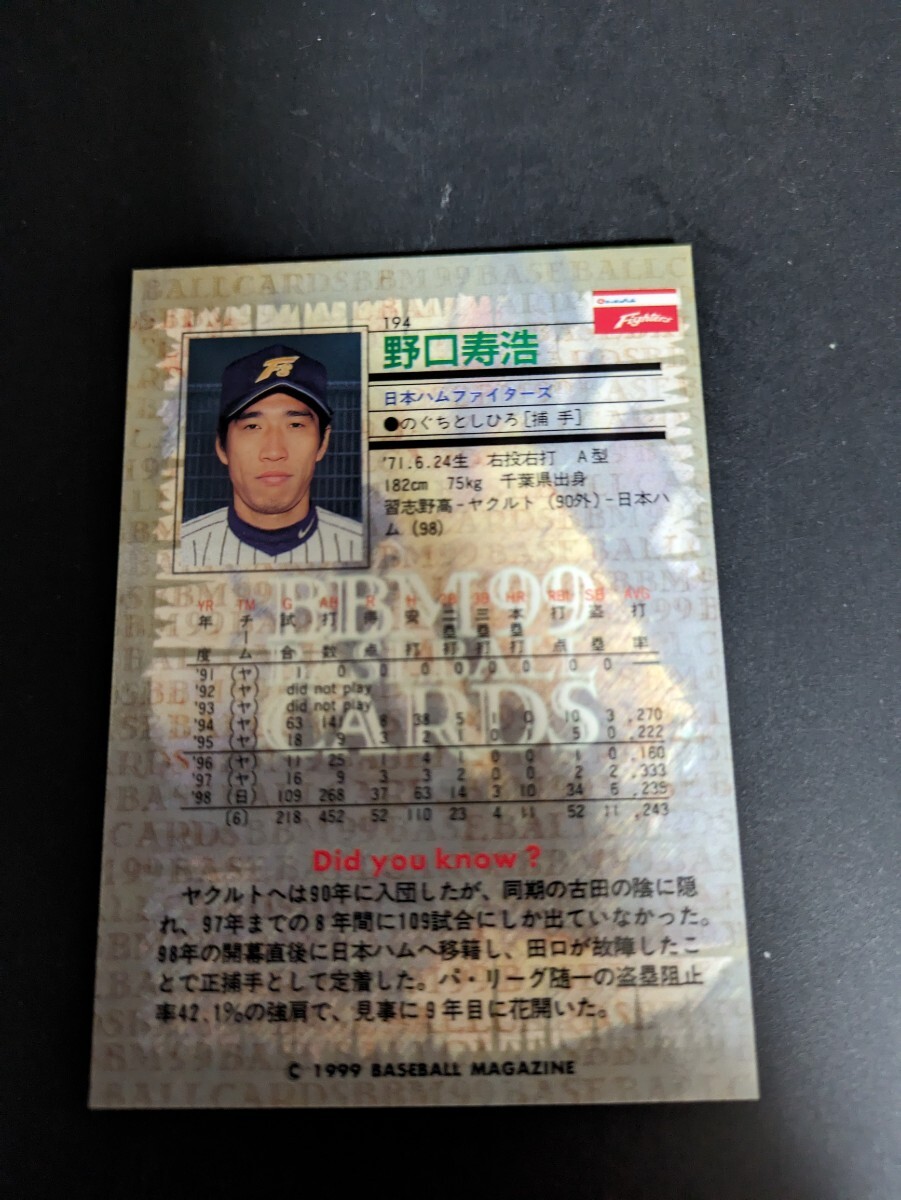 194
Fighters
野口寿浩
日本ハムファイターズ
●のぐちとしひろ[捕 手]
'71.6.24生 右投右打 A型
182cm 75kg 千葉県出身
習志野高-ヤクルト(90外)-日本ハ
ム(98)
BBM99
CARDS
YR TM G AB R H 2B 3B HR RBI SB AVG
年度 チーム 試合 打数 得点 安打 二塁打 三塁打 本塁打 打点 盗塁 打率
'91 (ヤ) 1 0 0 0 0 0 0 0 0
'92 (ヤ) did not play
'93 (ヤ) did not play
'94 (ヤ) 63 141 8 38 5 1 0 10 3 .270
'95 (ヤ) 18 9 3 2 1 0 1 5 0 .222
'96 (ヤ) 11 25 1 4 1 0 0 1 0 .160
'97 (ヤ) 16 9 3 3 2 0 0 2 2 .333
'98 (日) 109 268 37 63 14 3 10 34 6 .235
(6) 218 452 52 110 23 4 11 52 11 .243
Did you know?
ヤクルトへは90年に入団したが、同期の古田の陰に隠
れ、97年までの8年間に109試合にしか出ていなかった。
98年の開幕直後に日本ハムへ移籍し、田口が故障したこ
とで正捕手として定着した。パ・リーグ随一の盗塁阻止
率42.1%の強肩で、見事に9年目に花開いた。
© 1999 BASEBALL MAGAZINE